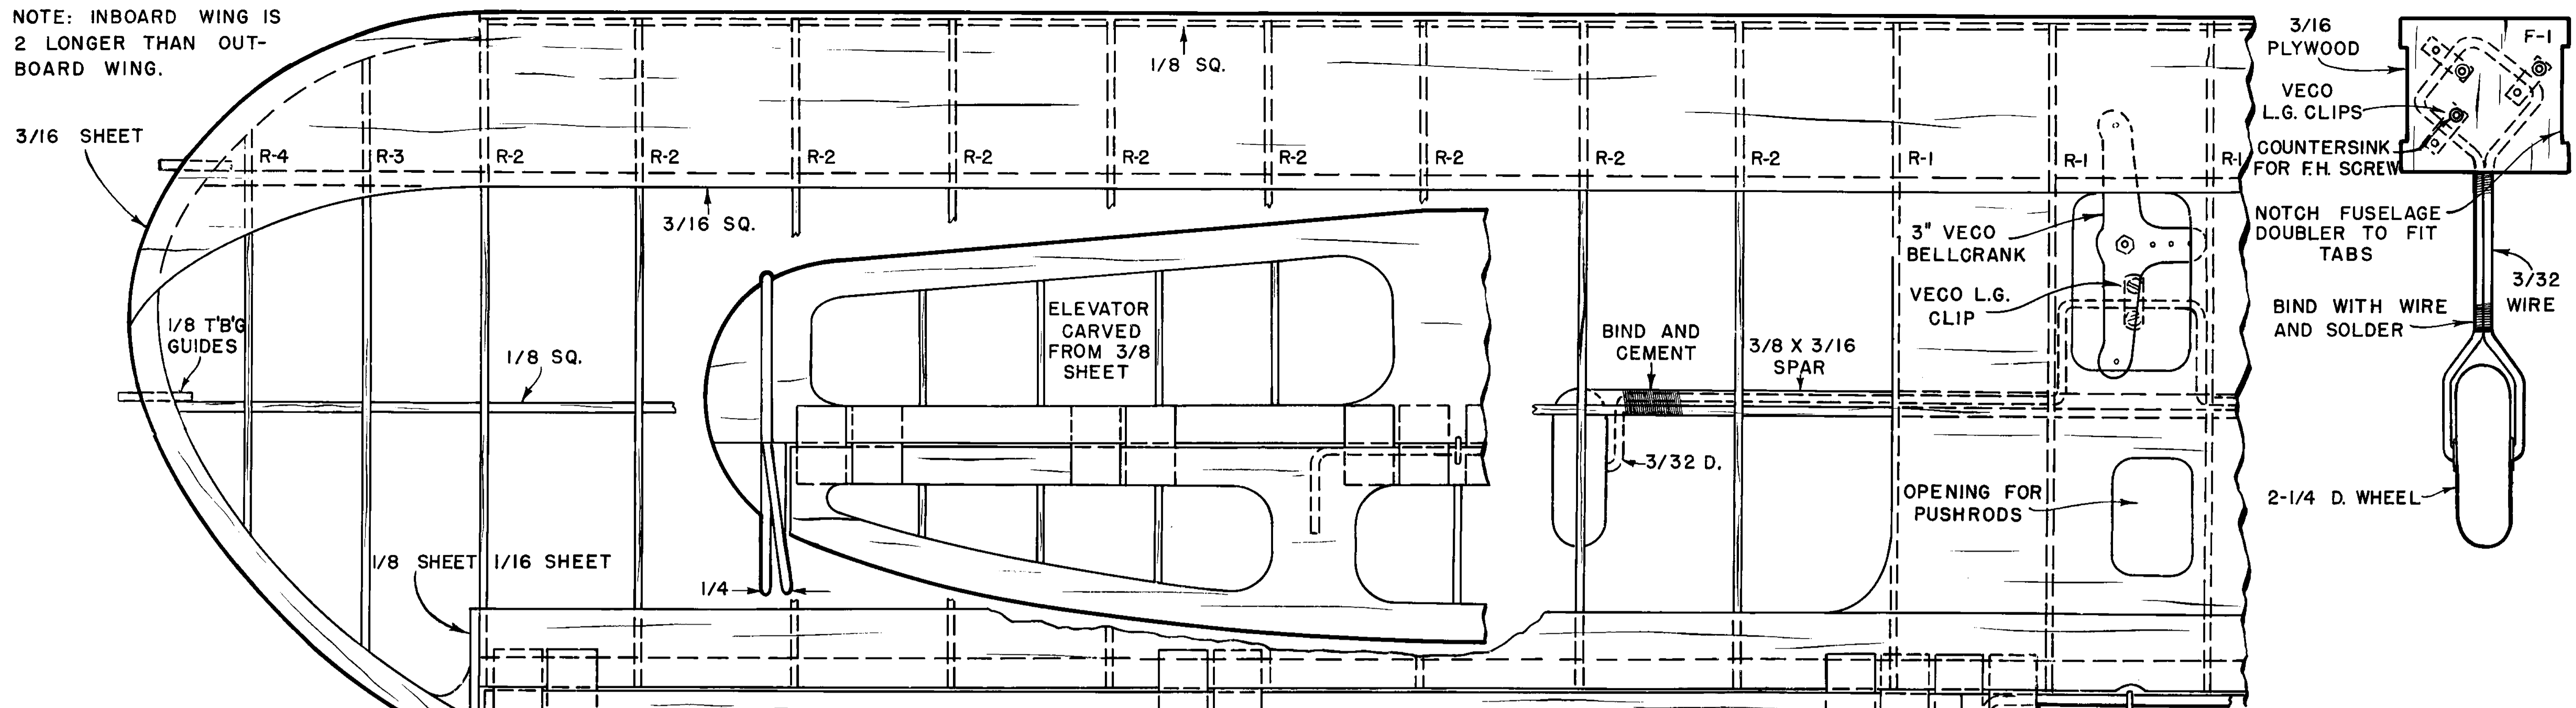 NOTE: INBOARD WING IS
2 LONGER THAN OUT-
BOARD WING.
3/16 SHEET
1/8 SQ.
R-4
R-3
R-2
R-2
R-2
R-2
R-2
R-2
R-2
R-2
R-2
R-1
R-1
R-1
3/16 SQ.
1/8 T'B'G
GUIDES
1/8 SQ.
ELEVATOR
CARVED
FROM 3/8
SHEET
1/8 SHEET
1/16 SHEET
1/4
BIND AND
CEMENT
3/8 X 3/16
SPAR
3/32 D.
3" VECO
BELLCRANK
VECO L.G.
CLIP
OPENING FOR
PUSHRODS
3/16
PLYWOOD
F-1
VECO
L.G. CLIPS
COUNTERSINK
FOR F.H. SCREW
NOTCH FUSELAGE
DOUBLER TO FIT
TABS
3/32
WIRE
BIND WITH WIRE
AND SOLDER
2-1/4 D. WHEEL